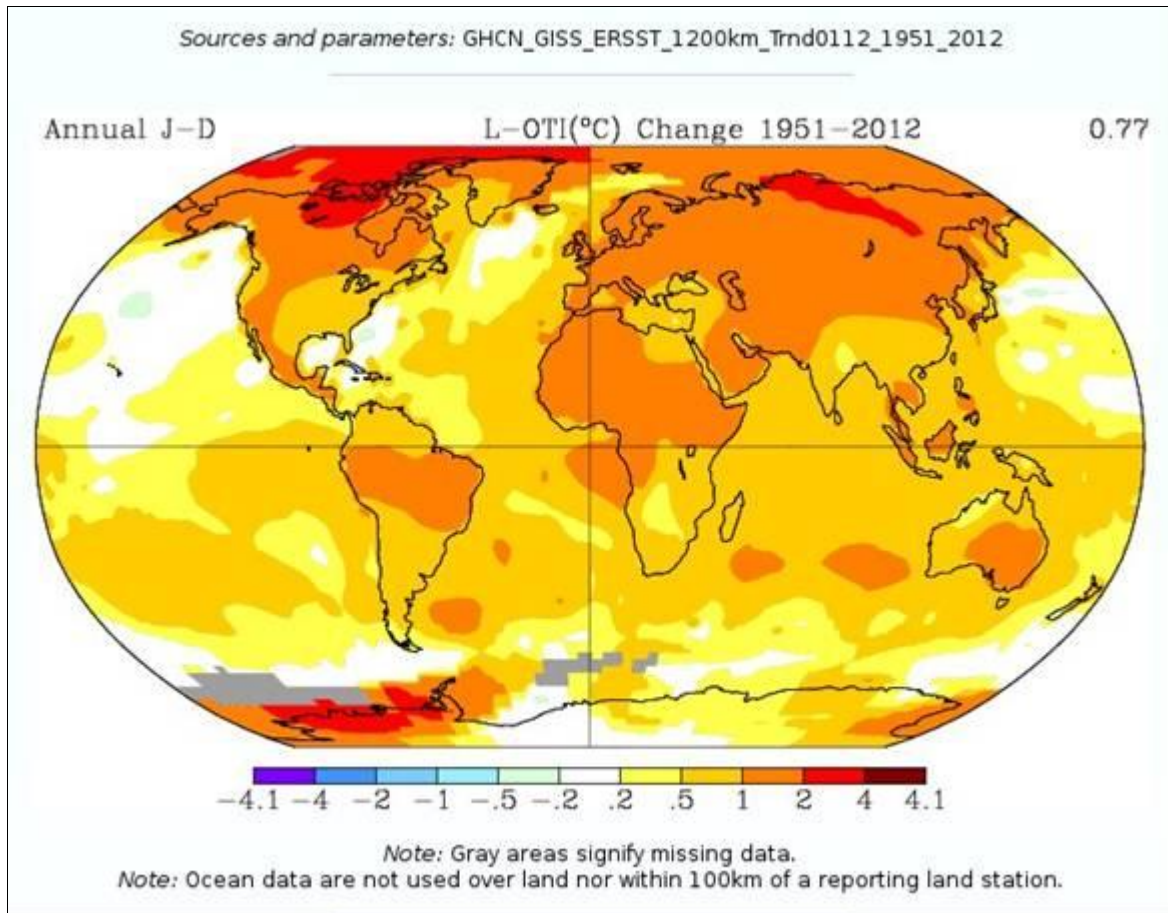 Sources and parameters: GHCN_GISS_ERSST_1200km_Trnd0112_1951_2012
Annual J-D L-OTI(°C) Change 1951-2012 0.77
-4.1 -4 -2 -1 -.5 -.2 .2 .5 1 2 4 4.1
Note: Gray areas signify missing data.
Note: Ocean data are not used over land nor within 100km of a reporting land station.